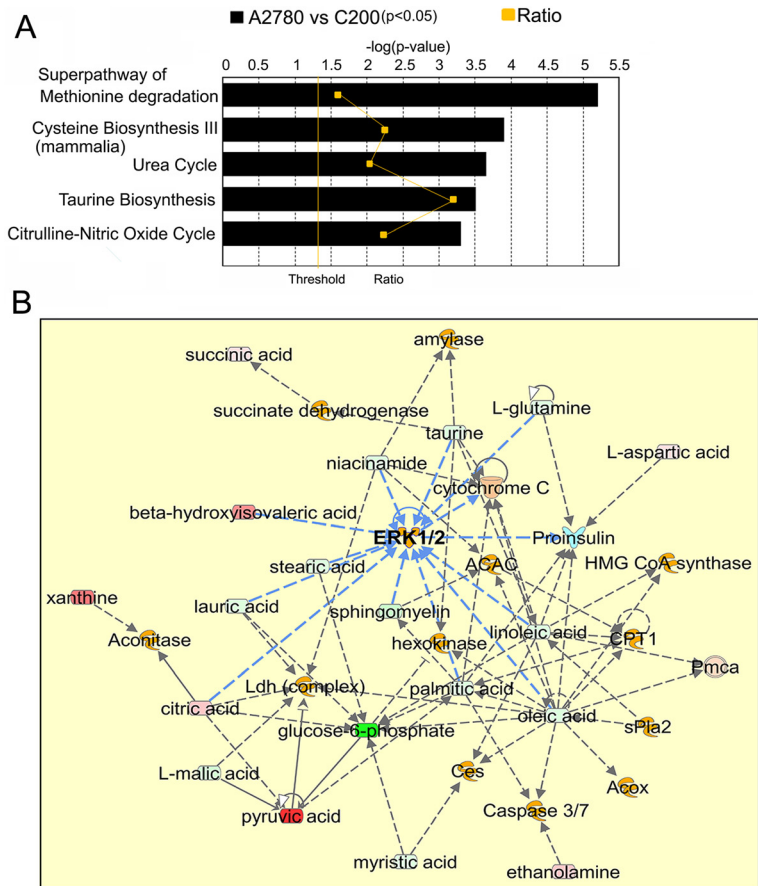 A
A2780 vs C200(p<0.05)
Ratio
-log(p-value)
0 0.5 1 1.5 2 2.5 3 3.5 4 4.5 5 5.5
Superpathway of
Methionine degradation
Cysteine Biosynthesis III
(mammalia)
Urea Cycle
Taurine Biosynthesis
Citrulline-Nitric Oxide Cycle
Threshold
Ratio
B
amylase
succinic acid
succinate dehydrogenase
L-glutamine
taurine
L-aspartic acid
niacinamide
cytochrome C
beta-hydroxyisovaleric acid
ERK1/2
Proinsulin
ACAC
HMG CoA synthase
stearic acid
xanthine
lauric acid
sphingomyelin
linoleic acid
Aconitase
hexokinase
CPT1
Pmca
Ldh (complex)
palmitic acid
citric acid
oleic acid
glucose-6-phosphate
sPla2
L-malic acid
Ces
Acox
pyruvic acid
Caspase 3/7
myristic acid
ethanolamine